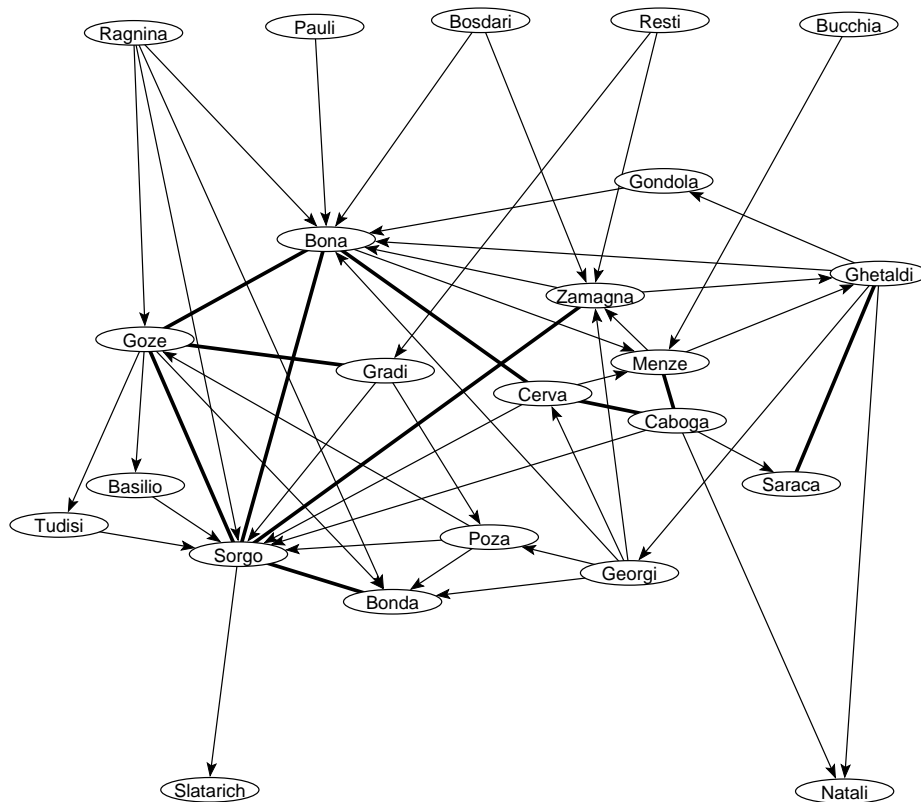 Ragnina
Pauli
Bosdari
Resti
Bucchia
Gondola
Bona
Ghetaldi
Zamagna
Goze
Gradi
Menze
Cerva
Caboga
Basilio
Saraca
Tudisi
Poza
Sorgo
Georgi
Bonda
Slatarich
Natali